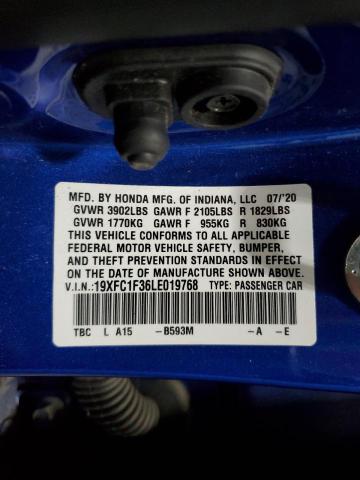 MFD. BY HONDA MFG. OF INDIANA, LLC 07/'20
GVWR 3902LBS GAWR F 2105LBS R 1829LBS
GVWR 1770KG GAWR F 955KG R 830KG
THIS VEHICLE CONFORMS TO ALL APPLICABLE
FEDERAL MOTOR VEHICLE SAFETY, BUMPER,
AND THEFT PREVENTION STANDARDS IN EFFECT
ON THE DATE OF MANUFACTURE SHOWN ABOVE.
V.I.N.:19XFC1F36LE019768 TYPE: PASSENGER CAR
TBC L A15 -B593M -A -E